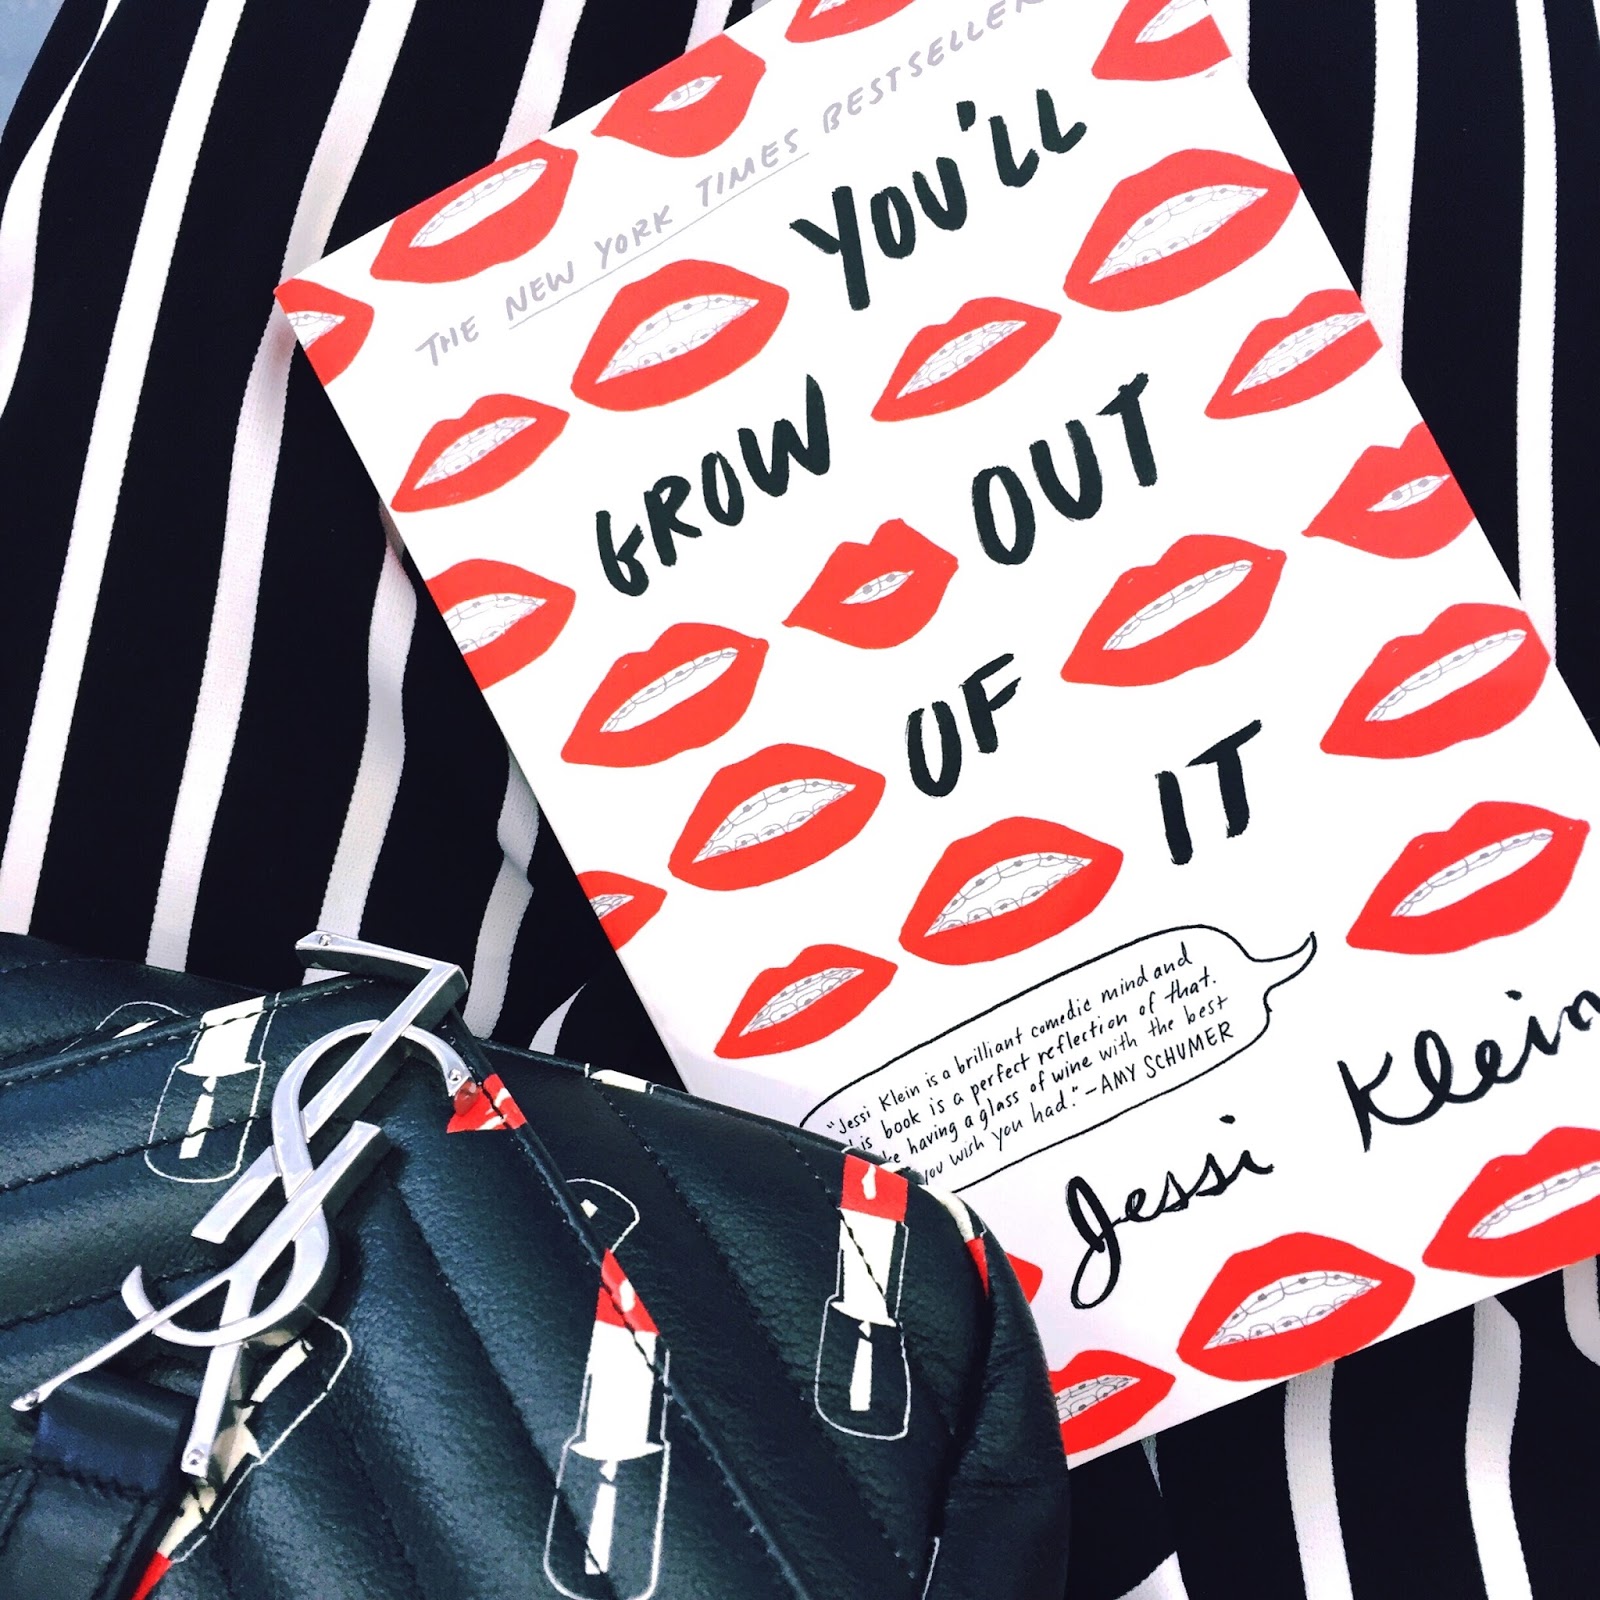 THE NEW YORK TIMES BESTSELLER
YOU'LL
GROW OUT
OF IT
"Jessi Klein is a brilliant comedic mind and
is book is a perfect reflection of that.
having a glass of wine with the best
you wish you had." —AMY SCHUMER
Jessi Klein
YSL